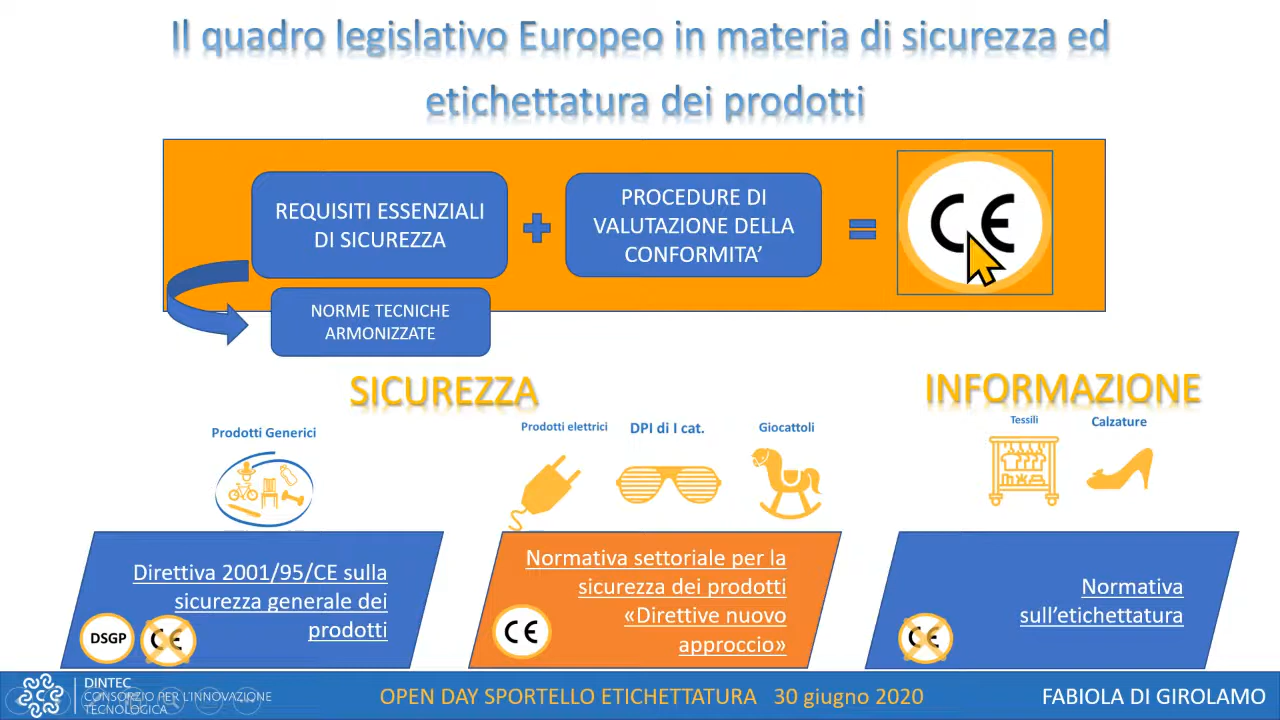 Il quadro legislativo Europeo in materia di sicurezza ed
etichettatura dei prodotti
REQUISITI ESSENZIALI
DI SICUREZZA
PROCEDURE DI
VALUTAZIONE DELLA
CONFORMITA’
CE
NORME TECNICHE
ARMONIZZATE
SICUREZZA
INFORMAZIONE
Prodotti Generici
Prodotti elettrici
DPI di I cat.
Giocattoli
Tessili
Calzature
Direttiva 2001/95/CE sulla
sicurezza generale dei
prodotti
DSGP
CE
Normativa settoriale per la
sicurezza dei prodotti
«Direttive nuovo
approccio»
CE
Normativa
sull’etichettatura
CE
DINTEC
CONSORZIO PER L'INNOVAZIONE
TECNOLOGICA
OPEN DAY SPORTELLO ETICHETTATURA 30 giugno 2020
FABIOLA DI GIROLAMO